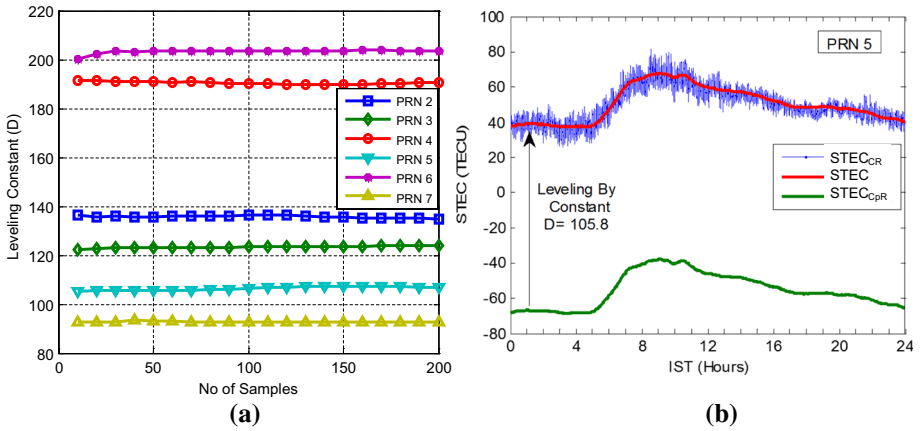 220
200
180
160
140
120
100
80
Leveling Constant (D)
0
50
100
150
200
No of Samples
PRN 2
PRN 3
PRN 4
PRN 5
PRN 6
PRN 7
(a)
100
80
60
40
20
0
-20
-40
-60
-80
STEC (TECU)
PRN 5
STEC_CR
STEC
STEC_CpR
Leveling By
Constant
D= 105.8
0
4
8
12
16
20
24
IST (Hours)
(b)